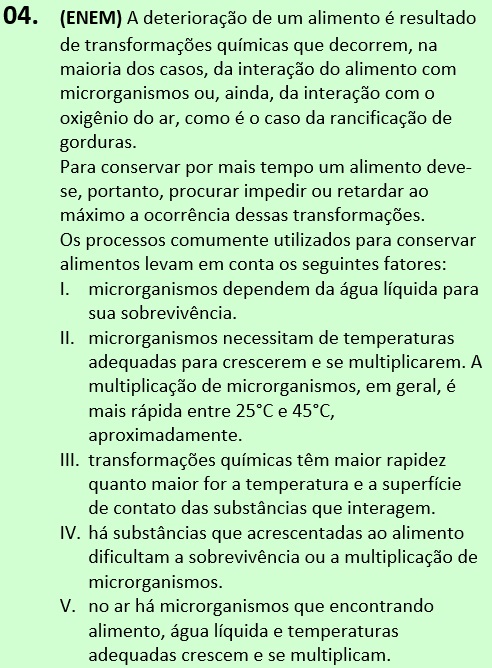 04. (ENEM) A deterioração de um alimento é resultado
de transformações químicas que decorrem, na
maioria dos casos, da interação do alimento com
microrganismos ou, ainda, da interação com o
oxigênio do ar, como é o caso da rancificação de
gorduras.
Para conservar por mais tempo um alimento deve-
se, portanto, procurar impedir ou retardar ao
máximo a ocorrência dessas transformações.
Os processos comumente utilizados para conservar
alimentos levam em conta os seguintes fatores:
I. microrganismos dependem da água líquida para
sua sobrevivência.
II. microrganismos necessitam de temperaturas
adequadas para crescerem e se multiplicarem. A
multiplicação de microrganismos, em geral, é
mais rápida entre 25°C e 45°C,
aproximadamente.
III. transformações químicas têm maior rapidez
quanto maior for a temperatura e a superfície
de contato das substâncias que interagem.
IV. há substâncias que acrescentadas ao alimento
dificultam a sobrevivência ou a multiplicação de
microrganismos.
V. no ar há microrganismos que encontrando
alimento, água líquida e temperaturas
adequadas crescem e se multiplicam.